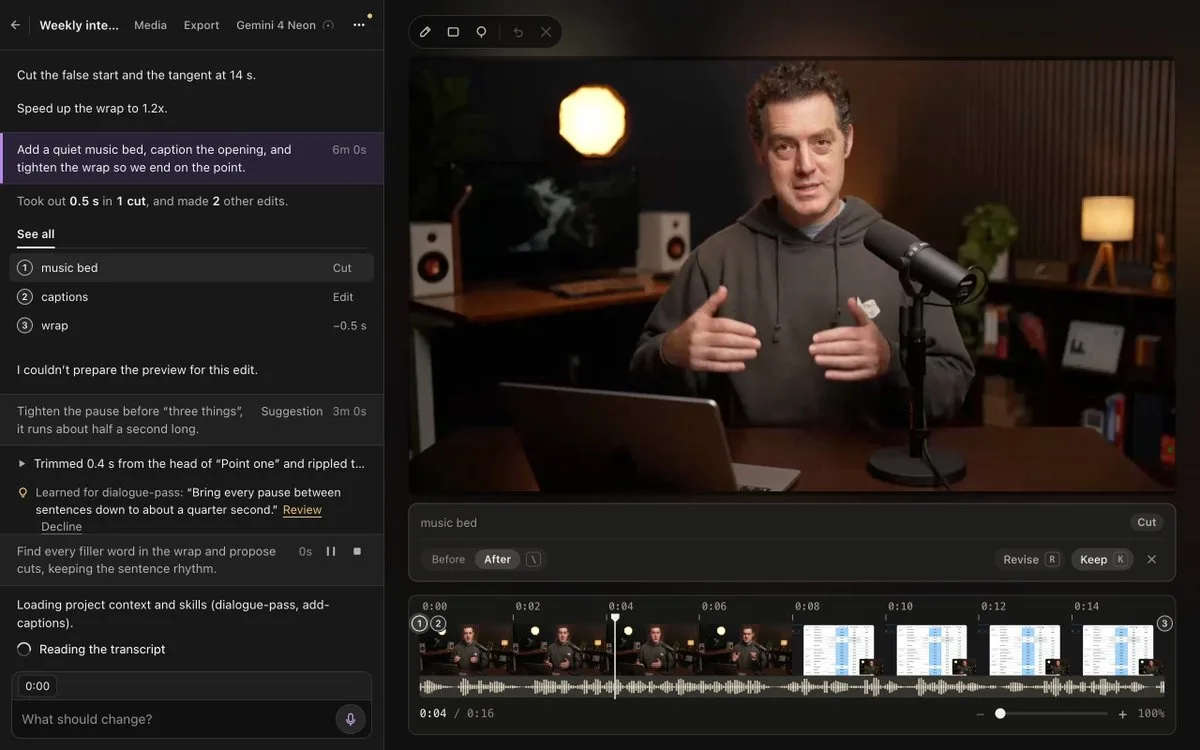 Weekly inte... Media Export Gemini 4 Neon
Cut the false start and the tangent at 14 s.
Speed up the wrap to 1.2x.
Add a quiet music bed, caption the opening, and 6m 0s
tighten the wrap so we end on the point.
Took out 0.5 s in 1 cut, and made 2 other edits.
See all
1 music bed Cut
2 captions Edit
3 wrap −0.5 s
I couldn’t prepare the preview for this edit.
Tighten the pause before “three things”, Suggestion 3m 0s
it runs about half a second long.
Trimmed 0.4 s from the head of “Point one” and rippled t...
Learned for dialogue-pass: “Bring every pause between
sentences down to about a quarter second.” Review
Decline
Find every filler word in the wrap and propose 0s
cuts, keeping the sentence rhythm.
Loading project context and skills (dialogue-pass, add-
captions).
Reading the transcript
0:00
What should change?
music bed Cut
Before After \ Revise R Keep K
0:00 0:02 0:04 0:06 0:08 0:10 0:12 0:14
1 2 3
0:04 / 0:16 100%